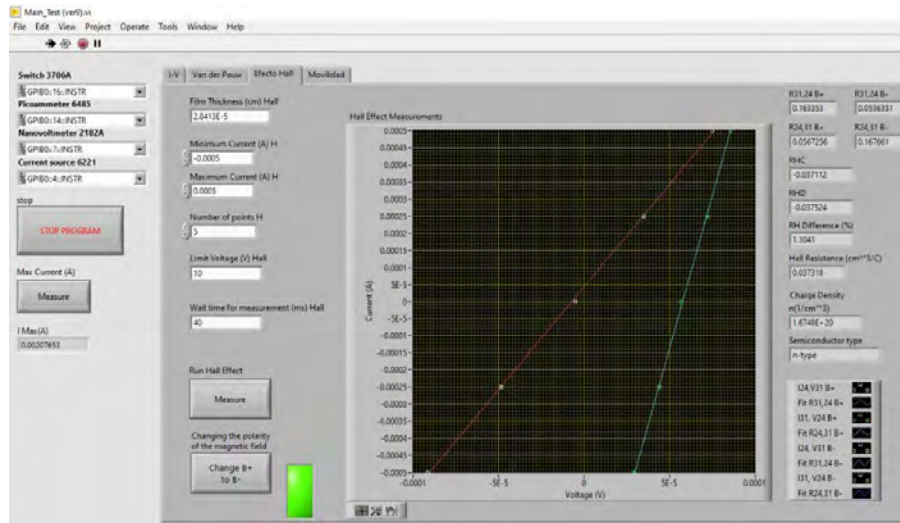 Main_Test (ver9).vi
File Edit View Project Operate Tools Window Help
Switch 3706A
GPIB0::16::INSTR
Picoammeter 6485
GPIB0::14::INSTR
Nanovoltmeter 2182A
GPIB0::7::INSTR
Current source 6221
GPIB0::4::INSTR
stop
STOP PROGRAM
Max Current (A)
Measure
I Max(A)
0.00207653
I-V Van der Pauw Efecto Hall Movilidad
Film Thickness (cm) Hall
2.8413E-5
Minimum Current (A) H
-0.0005
Maximum Current (A) H
0.0005
Number of points H
5
Limit Voltage (V) Hall
10
Wait time for measurement (ms) Hall
40
Run Hall Effect
Measure
Changing the polarity
of the magnetic field
Change B+
to B-
Hall Effect Measurements
Current (A)
0.0005
0.00045
0.0004
0.00035
0.0003
0.00025
0.0002
0.00015
0.0001
5E-5
0
-5E-5
-0.0001
-0.00015
-0.0002
-0.00025
-0.0003
-0.00035
-0.0004
-0.00045
-0.0005
-0.0001 -5E-5 0 5E-5 0.0001
Voltage (V)
R31,24 B+ R31,24 B-
0.163353 0.0536351
R24,31 B+ R24,31 B-
0.0567256 0.167661
RHC
-0.037112
RHD
-0.037524
RH Difference (%)
1.1041
Hall Resistance (cm**3/C)
0.037318
Charge Density
n(1/cm**3)
1.6748E+20
Semiconductor type
n-type
I24,V31 B+
Fit R31,24 B+
I31, V24 B+
Fit R24,31 B+
I24, V31 B-
Fit R31,24 B-
I31, V24 B-
Fit R24,31 B-